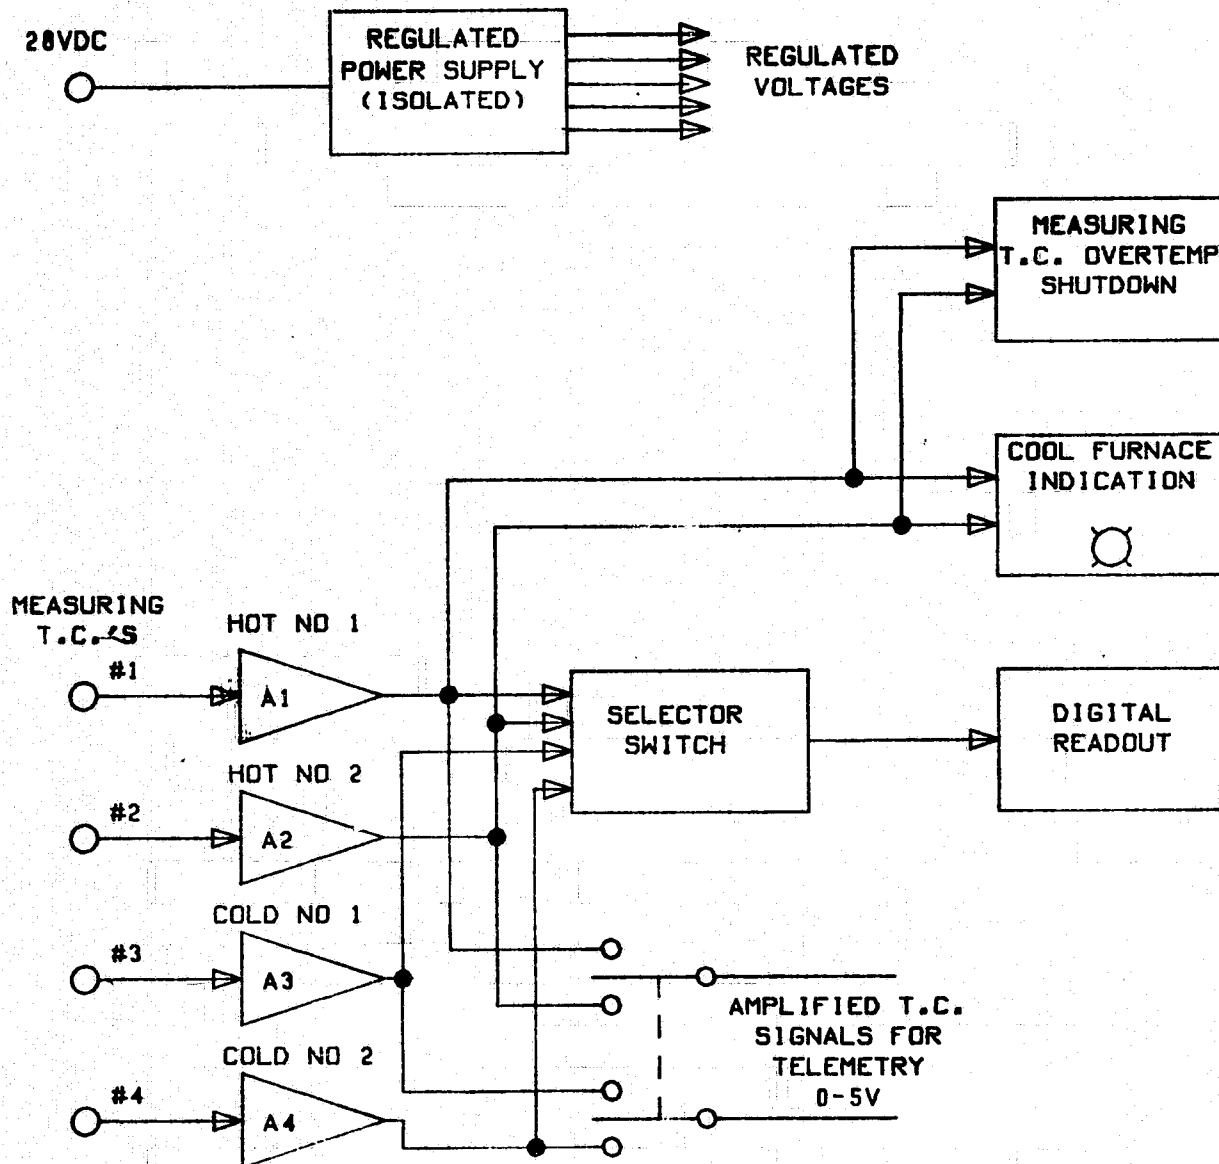 28VDC
REGULATED
POWER SUPPLY
(ISOLATED)
REGULATED
VOLTAGES
MEASURING
T.C. OVERTEMP
SHUTDOWN
COOL FURNACE
INDICATION
MEASURING
T.C.'S
#1
HOT NO 1
A1
SELECTOR
SWITCH
DIGITAL
READOUT
#2
HOT NO 2
A2
#3
COLD NO 1
A3
AMPLIFIED T.C.
SIGNALS FOR
TELEMETRY
0-5V
#4
COLD NO 2
A4